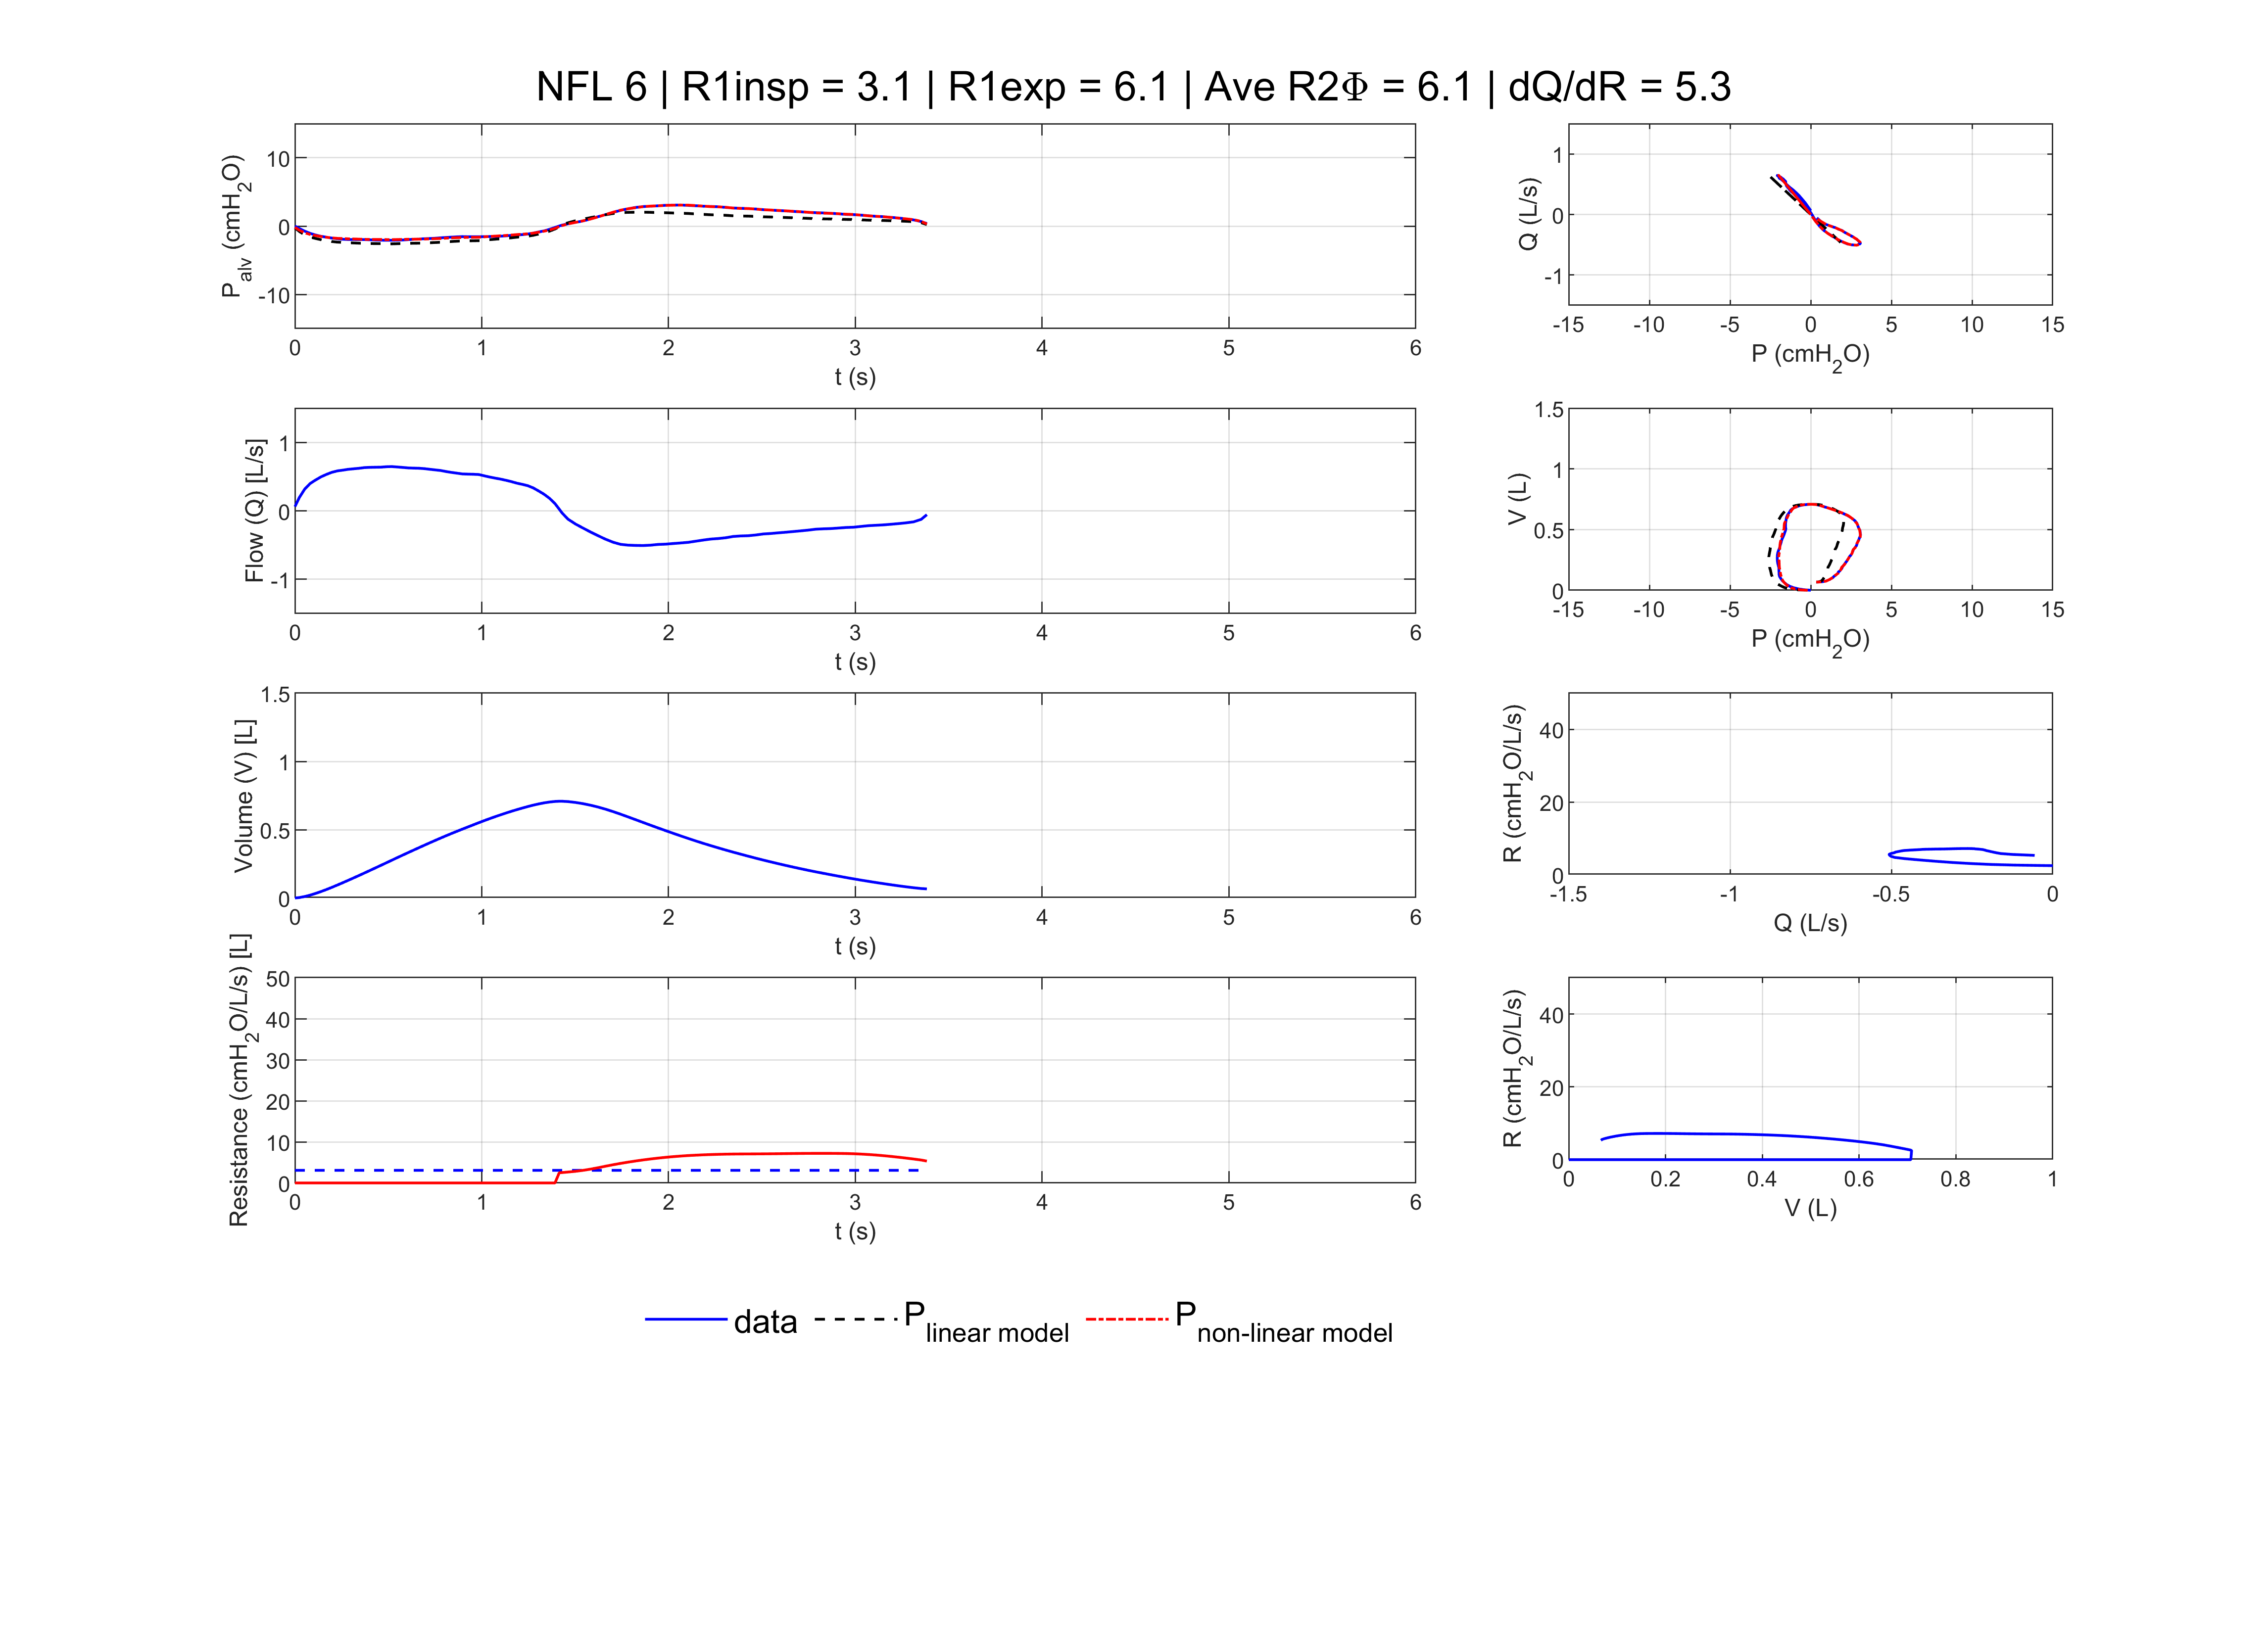 NFL 6 | R1insp = 3.1 | R1exp = 6.1 | Ave R2Φ = 6.1 | dQ/dR = 5.3
P_alv (cmH2O)
10
0
-10
0 1 2 3 4 5 6
t (s)
Q (L/s)
1
0
-1
-15 -10 -5 0 5 10 15
P (cmH2O)
Flow (Q) [L/s]
1
0
-1
0 1 2 3 4 5 6
t (s)
V (L)
1.5
1
0.5
0
-15 -10 -5 0 5 10 15
P (cmH2O)
Volume (V) [L]
1.5
1
0.5
0
0 1 2 3 4 5 6
t (s)
R (cmH2O/L/s)
40
20
0
-1.5 -1 -0.5 0
Q (L/s)
Resistance (cmH2O/L/s) [L]
50
40
30
20
10
0
0 1 2 3 4 5 6
t (s)
R (cmH2O/L/s)
40
20
0
0 0.2 0.4 0.6 0.8 1
V (L)
data P_linear model P_non-linear model